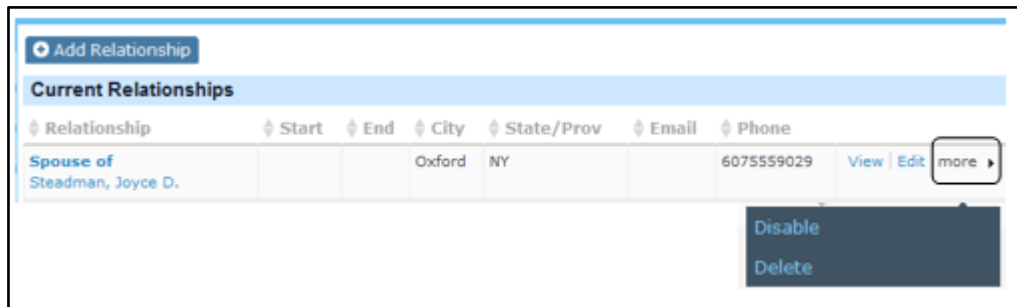 Add Relationship
Current Relationships
Relationship Start End City State/Prov Email Phone
Spouse of Oxford NY 6075559029 View | Edit more
Steadman, Joyce D.
Disable
Delete